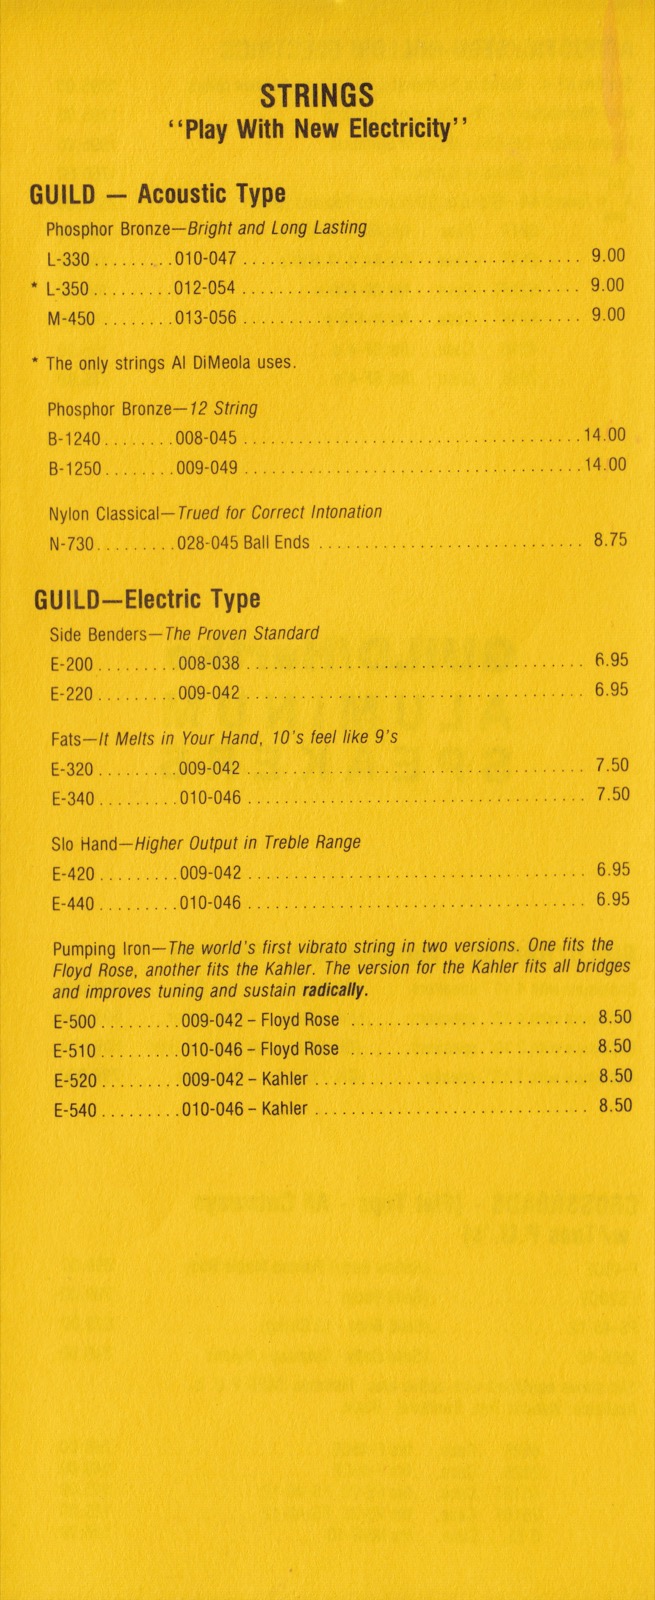 STRINGS
‘‘Play With New Electricity’’
GUILD — Acoustic Type
Phosphor Bronze—Bright and Long Lasting
L-330 . . . . . . . . .010-047 . . . . . . . . . . . . . . . . . . . . . . . . . . . . . . . . . . . . . . . 9.00
* L-350 . . . . . . . . .012-054 . . . . . . . . . . . . . . . . . . . . . . . . . . . . . . . . . . . . . . . 9.00
M-450 . . . . . . . . .013-056 . . . . . . . . . . . . . . . . . . . . . . . . . . . . . . . . . . . . . . . 9.00
* The only strings Al DiMeola uses.
Phosphor Bronze—12 String
B-1240 . . . . . . . .008-045 . . . . . . . . . . . . . . . . . . . . . . . . . . . . . . . . . . . . . . .14.00
B-1250 . . . . . . . .009-049 . . . . . . . . . . . . . . . . . . . . . . . . . . . . . . . . . . . . . . .14.00
Nylon Classical—Trued for Correct Intonation
N-730 . . . . . . . . .028-045 Ball Ends . . . . . . . . . . . . . . . . . . . . . . . . . . . . . . 8.75
GUILD—Electric Type
Side Benders—The Proven Standard
E-200 . . . . . . . . .008-038 . . . . . . . . . . . . . . . . . . . . . . . . . . . . . . . . . . . . . . . 6.95
E-220 . . . . . . . . .009-042 . . . . . . . . . . . . . . . . . . . . . . . . . . . . . . . . . . . . . . . 6.95
Fats—It Melts in Your Hand, 10's feel like 9's
E-320 . . . . . . . . .009-042 . . . . . . . . . . . . . . . . . . . . . . . . . . . . . . . . . . . . . . . 7.50
E-340 . . . . . . . . .010-046 . . . . . . . . . . . . . . . . . . . . . . . . . . . . . . . . . . . . . . . 7.50
Slo Hand—Higher Output in Treble Range
E-420 . . . . . . . . .009-042 . . . . . . . . . . . . . . . . . . . . . . . . . . . . . . . . . . . . . . . 6.95
E-440 . . . . . . . . .010-046 . . . . . . . . . . . . . . . . . . . . . . . . . . . . . . . . . . . . . . . 6.95
Pumping Iron—The world's first vibrato string in two versions. One fits the
Floyd Rose, another fits the Kahler. The version for the Kahler fits all bridges
and improves tuning and sustain radically.
E-500 . . . . . . . . .009-042 – Floyd Rose . . . . . . . . . . . . . . . . . . . . . . . . . . . 8.50
E-510 . . . . . . . . .010-046 – Floyd Rose . . . . . . . . . . . . . . . . . . . . . . . . . . . 8.50
E-520 . . . . . . . . .009-042 – Kahler . . . . . . . . . . . . . . . . . . . . . . . . . . . . . . . 8.50
E-540 . . . . . . . . .010-046 – Kahler . . . . . . . . . . . . . . . . . . . . . . . . . . . . . . . 8.50